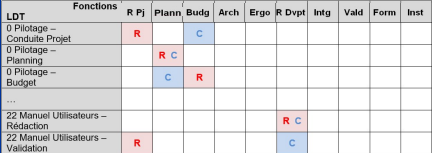 Fonctions
LDT
R Pj Plann Budg Arch Ergo R Dvpt Intg Vald Form Inst
0 Pilotage –
Conduite Projet R C
0 Pilotage –
Planning R C
0 Pilotage –
Budget C R
…
22 Manuel Utilisateurs –
Rédaction R C
22 Manuel Utilisateurs –
Validation R C